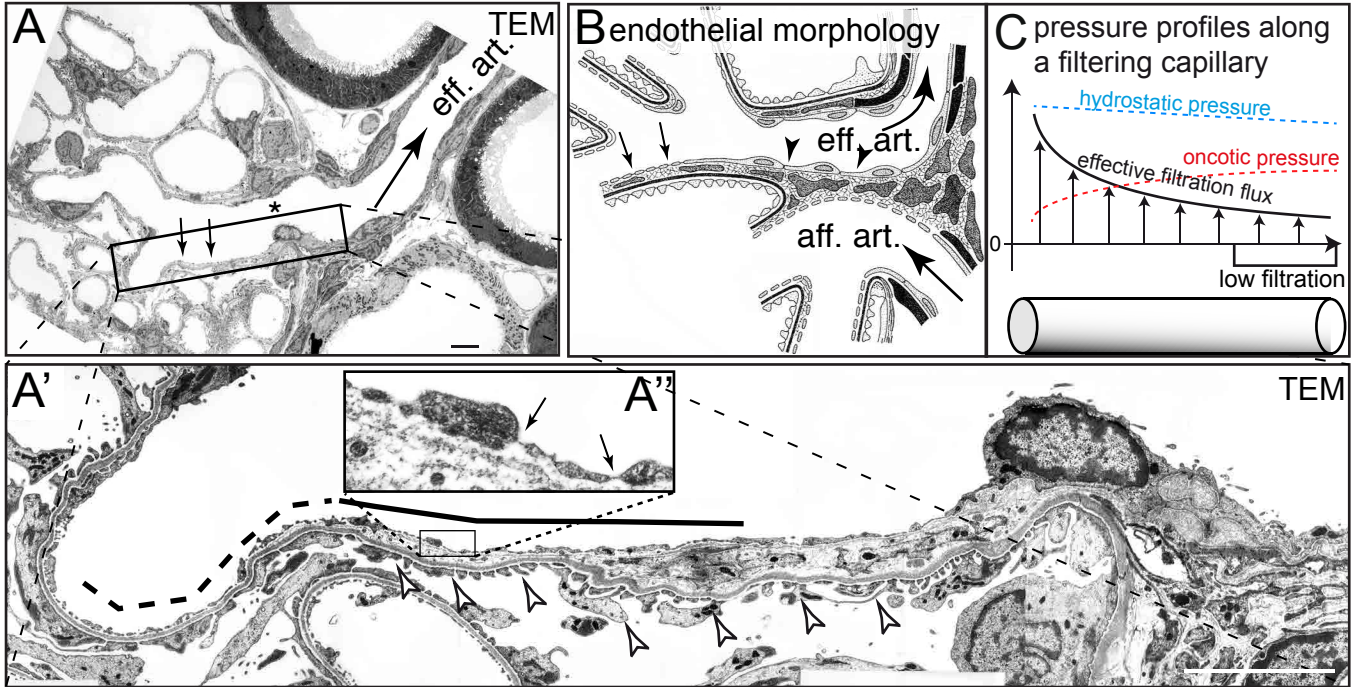 A
TEM
eff. art.
*
B endothelial morphology
eff. art.
aff. art.
C pressure profiles along
a filtering capillary
hydrostatic pressure
oncotic pressure
effective filtration flux
0
low filtration
A'
A''
TEM